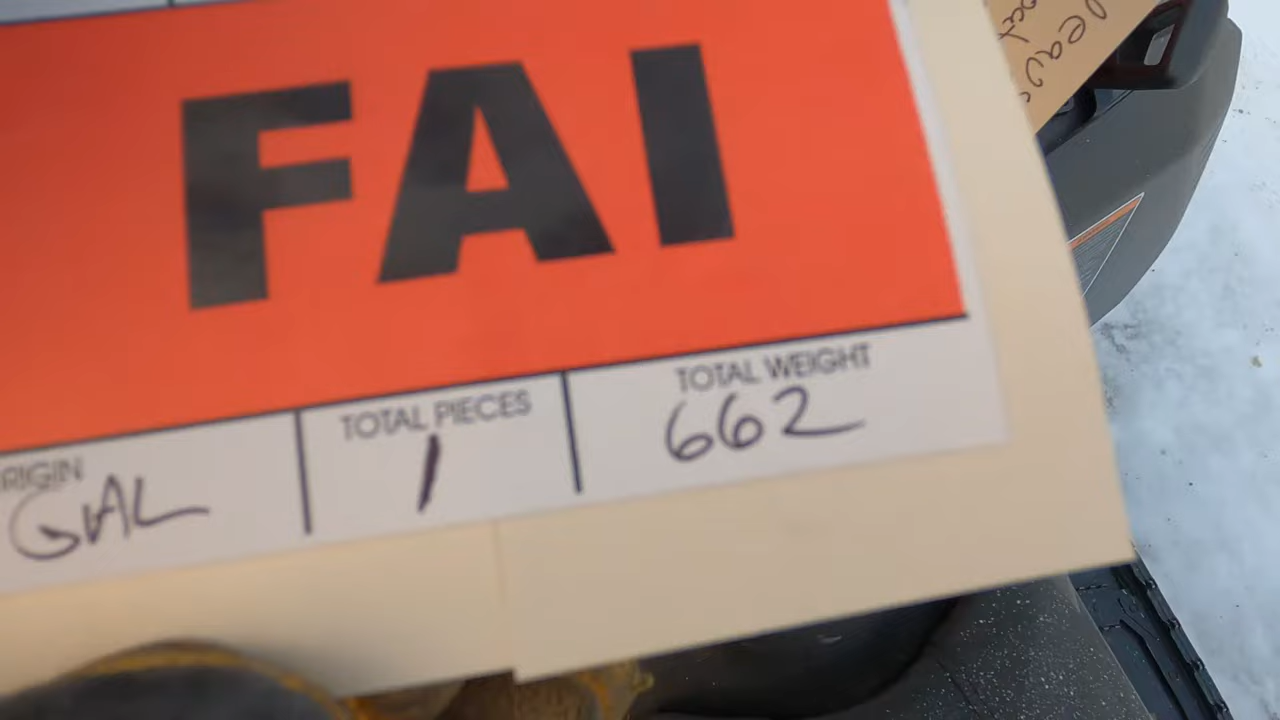 FAI
TOTAL WEIGHT
662
TOTAL PIECES
1
RIGIN
GAL